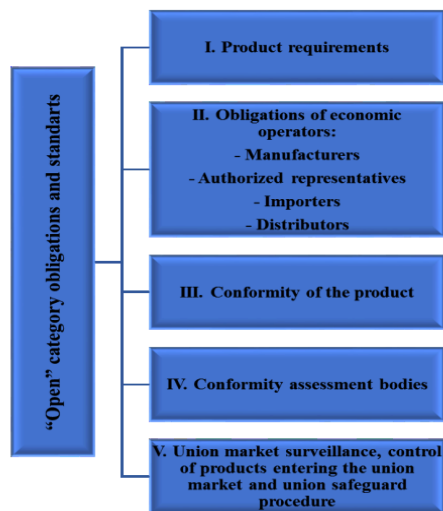 “Open” category obligations and standarts
I. Product requirements
II. Obligations of economic
operators:
- Manufacturers
- Authorized representatives
- Importers
- Distributors
III. Conformity of the product
IV. Conformity assessment bodies
V. Union market surveillance, control
of products entering the union
market and union safeguard
procedure